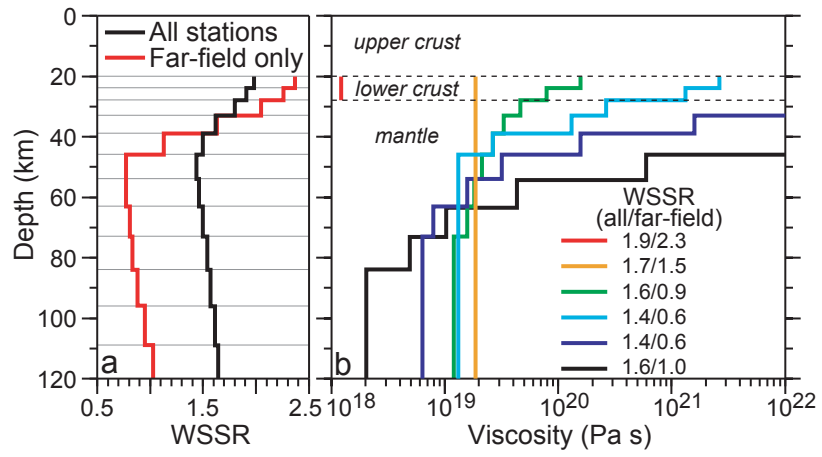 All stations
Far-field only
0
20
40
60
80
100
120
Depth (km)
a
0.5
1.5
2.5
WSSR
upper crust
lower crust
mantle
WSSR
(all/far-field)
1.9/2.3
1.7/1.5
1.6/0.9
1.4/0.6
1.4/0.6
1.6/1.0
b
10^18
10^19
10^20
10^21
10^22
Viscosity (Pa s)